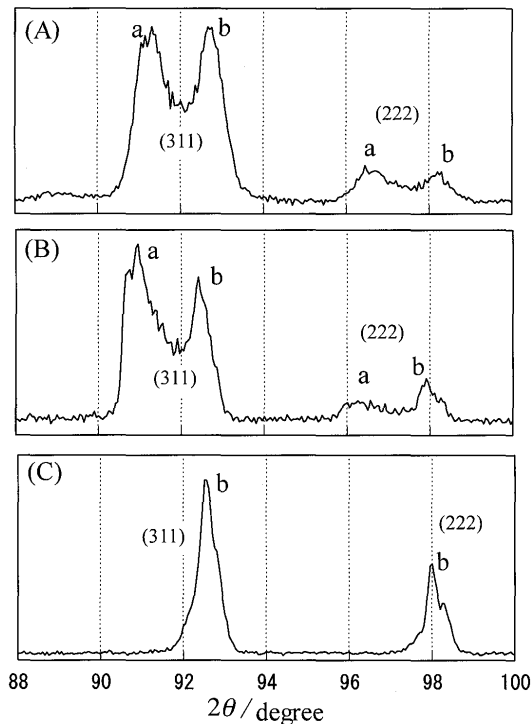 (A)
a
b
(311)
(222)
a
b
(B)
a
b
(311)
(222)
a
b
(C)
b
(311)
(222)
b
88 90 92 94 96 98 100
2θ / degree